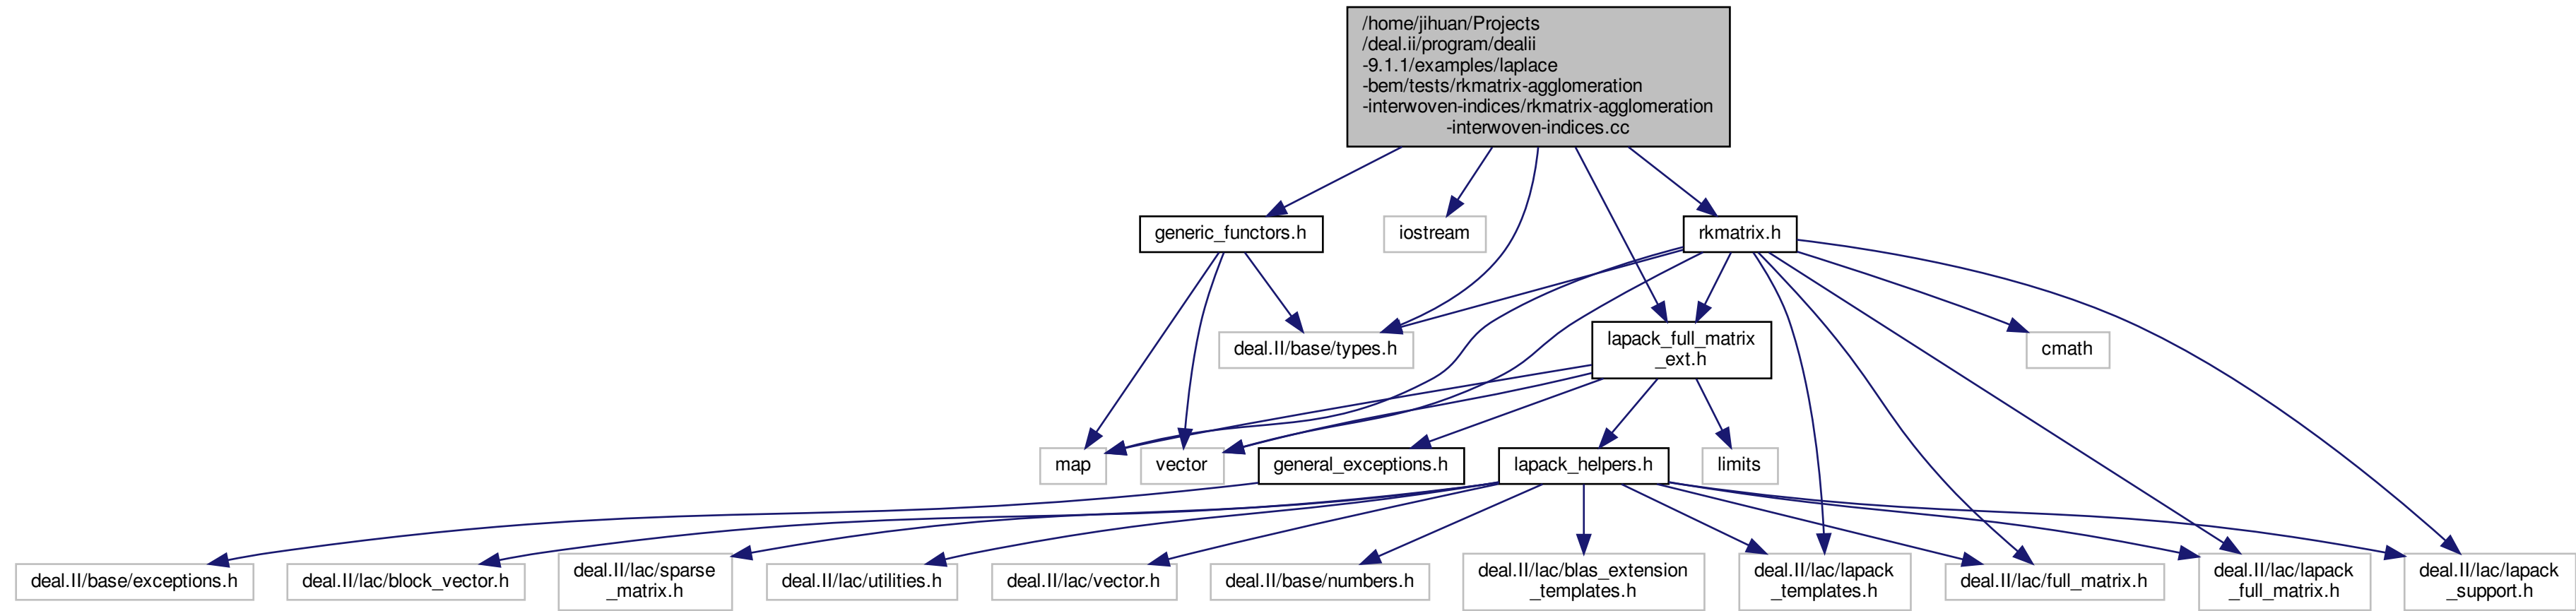 /home/jihuan/Projects
/deal.ii/program/dealii
-9.1.1/examples/laplace
-bem/tests/rkmatrix-agglomeration
-interwoven-indices/rkmatrix-agglomeration
-interwoven-indices.cc
generic_functors.h
iostream
rkmatrix.h
deal.II/base/types.h
lapack_full_matrix
_ext.h
cmath
map
vector
general_exceptions.h
lapack_helpers.h
limits
deal.II/base/exceptions.h
deal.II/lac/block_vector.h
deal.II/lac/sparse
_matrix.h
deal.II/lac/utilities.h
deal.II/lac/vector.h
deal.II/base/numbers.h
deal.II/lac/blas_extension
_templates.h
deal.II/lac/lapack
_templates.h
deal.II/lac/full_matrix.h
deal.II/lac/lapack
_full_matrix.h
deal.II/lac/lapack
_support.h